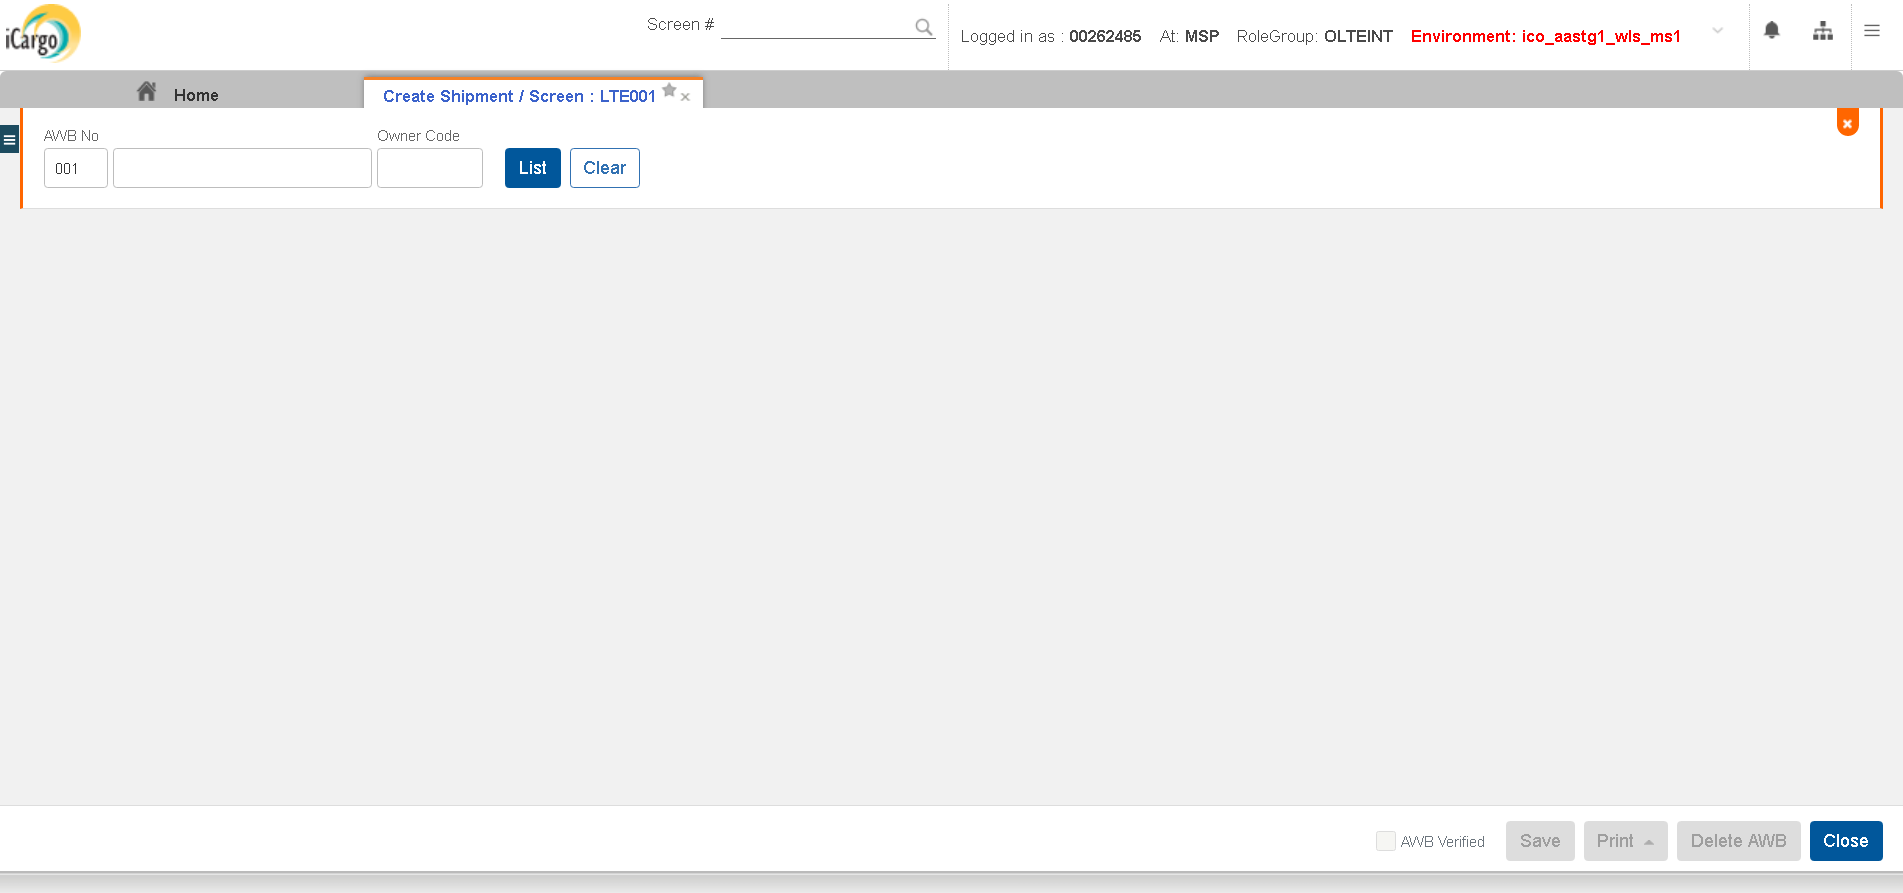 iCargo
Screen #
Logged in as : 00262485 At: MSP RoleGroup: OLTEINT Environment: ico_aastg1_wls_ms1
Home
Create Shipment / Screen : LTE001
AWB No
Owner Code
001
List
Clear
AWB Verified
Save
Print
Delete AWB
Close